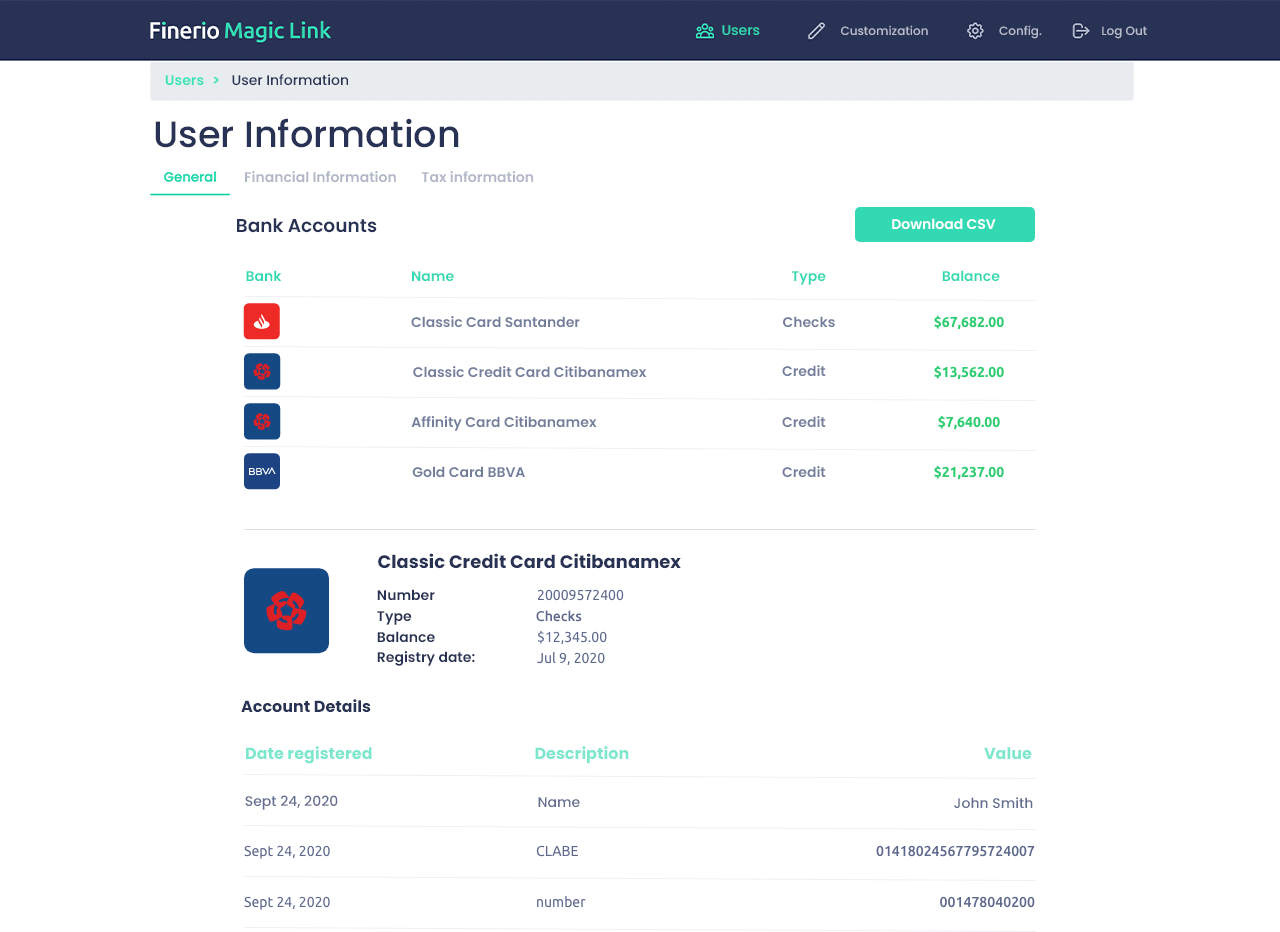 Finerio Magic Link Users Customization Config. Log Out
Users > User Information
User Information
General Financial Information Tax information
Bank Accounts Download CSV
Bank Name Type Balance
Classic Card Santander Checks $67,682.00
Classic Credit Card Citibanamex Credit $13,562.00
Affinity Card Citibanamex Credit $7,640.00
BBVA Gold Card BBVA Credit $21,237.00
Classic Credit Card Citibanamex
Number 20009572400
Type Checks
Balance $12,345.00
Registry date: Jul 9, 2020
Account Details
Date registered Description Value
Sept 24, 2020 Name John Smith
Sept 24, 2020 CLABE 01418024567795724007
Sept 24, 2020 number 001478040200